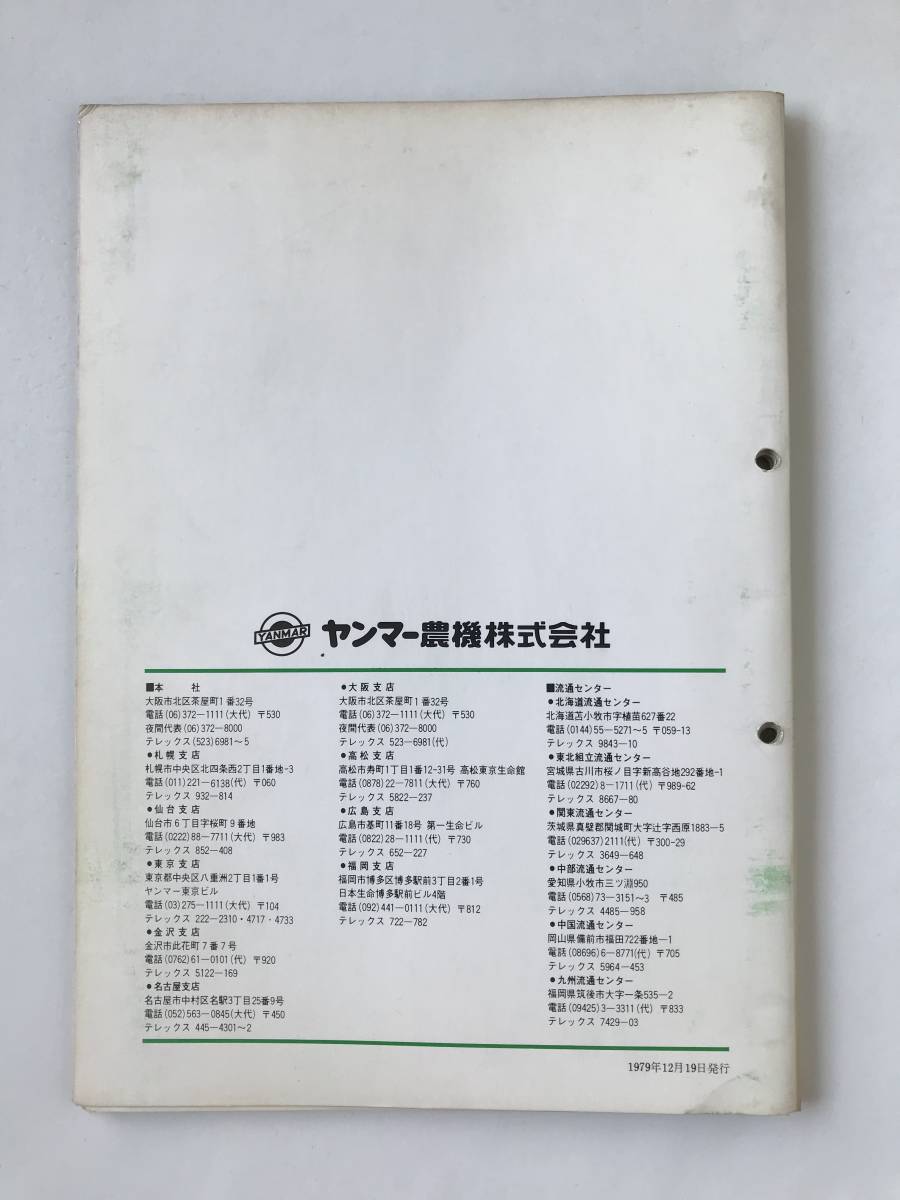 YANMAR ヤンマー農機株式会社
■本　　社
大阪市北区茶屋町1番32号
電話(06)372―1111(大代) 〒530
夜間代表(06)372―8000
テレックス(523)6981～5
●札幌支店
札幌市中央区北四条西2丁目1番地-3
電話(011)221―6138(代) 〒060
テレックス 932―814
●仙台支店
仙台市6丁目字桜町9番地
電話(0222)88―7711(大代) 〒983
テレックス 852―408
●東京支店
東京都中央区八重洲2丁目1番1号
ヤンマー東京ビル
電話(03)275―1111(大代) 〒104
テレックス 222―2310・4717・4733
●金沢支店
金沢市此花町7番7号
電話(0762)61―0101(代) 〒920
テレックス 5122―169
●名古屋支店
名古屋市中村区名駅3丁目25番9号
電話(052)563―0845(大代) 〒450
テレックス 445―4301～2
●大阪支店
大阪市北区茶屋町1番32号
電話(06)372―1111(大代) 〒530
夜間代表(06)372―8000
テレックス 523―6981(代)
●高松支店
高松市寿町1丁目1番12-31号 高松東京生命館
電話(0878)22―7811(大代) 〒760
テレックス 5822―237
●広島支店
広島市基町11番18号 第一生命ビル
電話(0822)28―1111(代) 〒730
テレックス 652―227
●福岡支店
福岡市博多区博多駅前3丁目2番1号
日本生命博多駅前ビル4階
電話(092)441―0111(大代) 〒812
テレックス 722―782
■流通センター
●北海道流通センター
北海道苫小牧市字植苗627番22
電話(0144)55―5271～5 〒059-13
テレックス 9843―10
●東北組立流通センター
宮城県古川市桜ノ目字新高谷地292番地-1
電話(02292)8―1711(代) 〒989-62
テレックス 8667―80
●関東流通センター
茨城県真壁郡関城町大字辻字西原1883―5
電話(029637)2111(代) 〒300-29
テレックス 3649―648
●中部流通センター
愛知県小牧市三ツ淵950
電話(0568)73―3151～3 〒485
テレックス 4485―958
●中国流通センター
岡山県備前市福田722番地―1
電話(08696)6―8771(代) 〒705
テレックス 5964―453
●九州流通センター
福岡県筑後市大字一条535―2
電話(09425)3―3311(代) 〒833
テレックス 7429―03
1979年12月19日発行